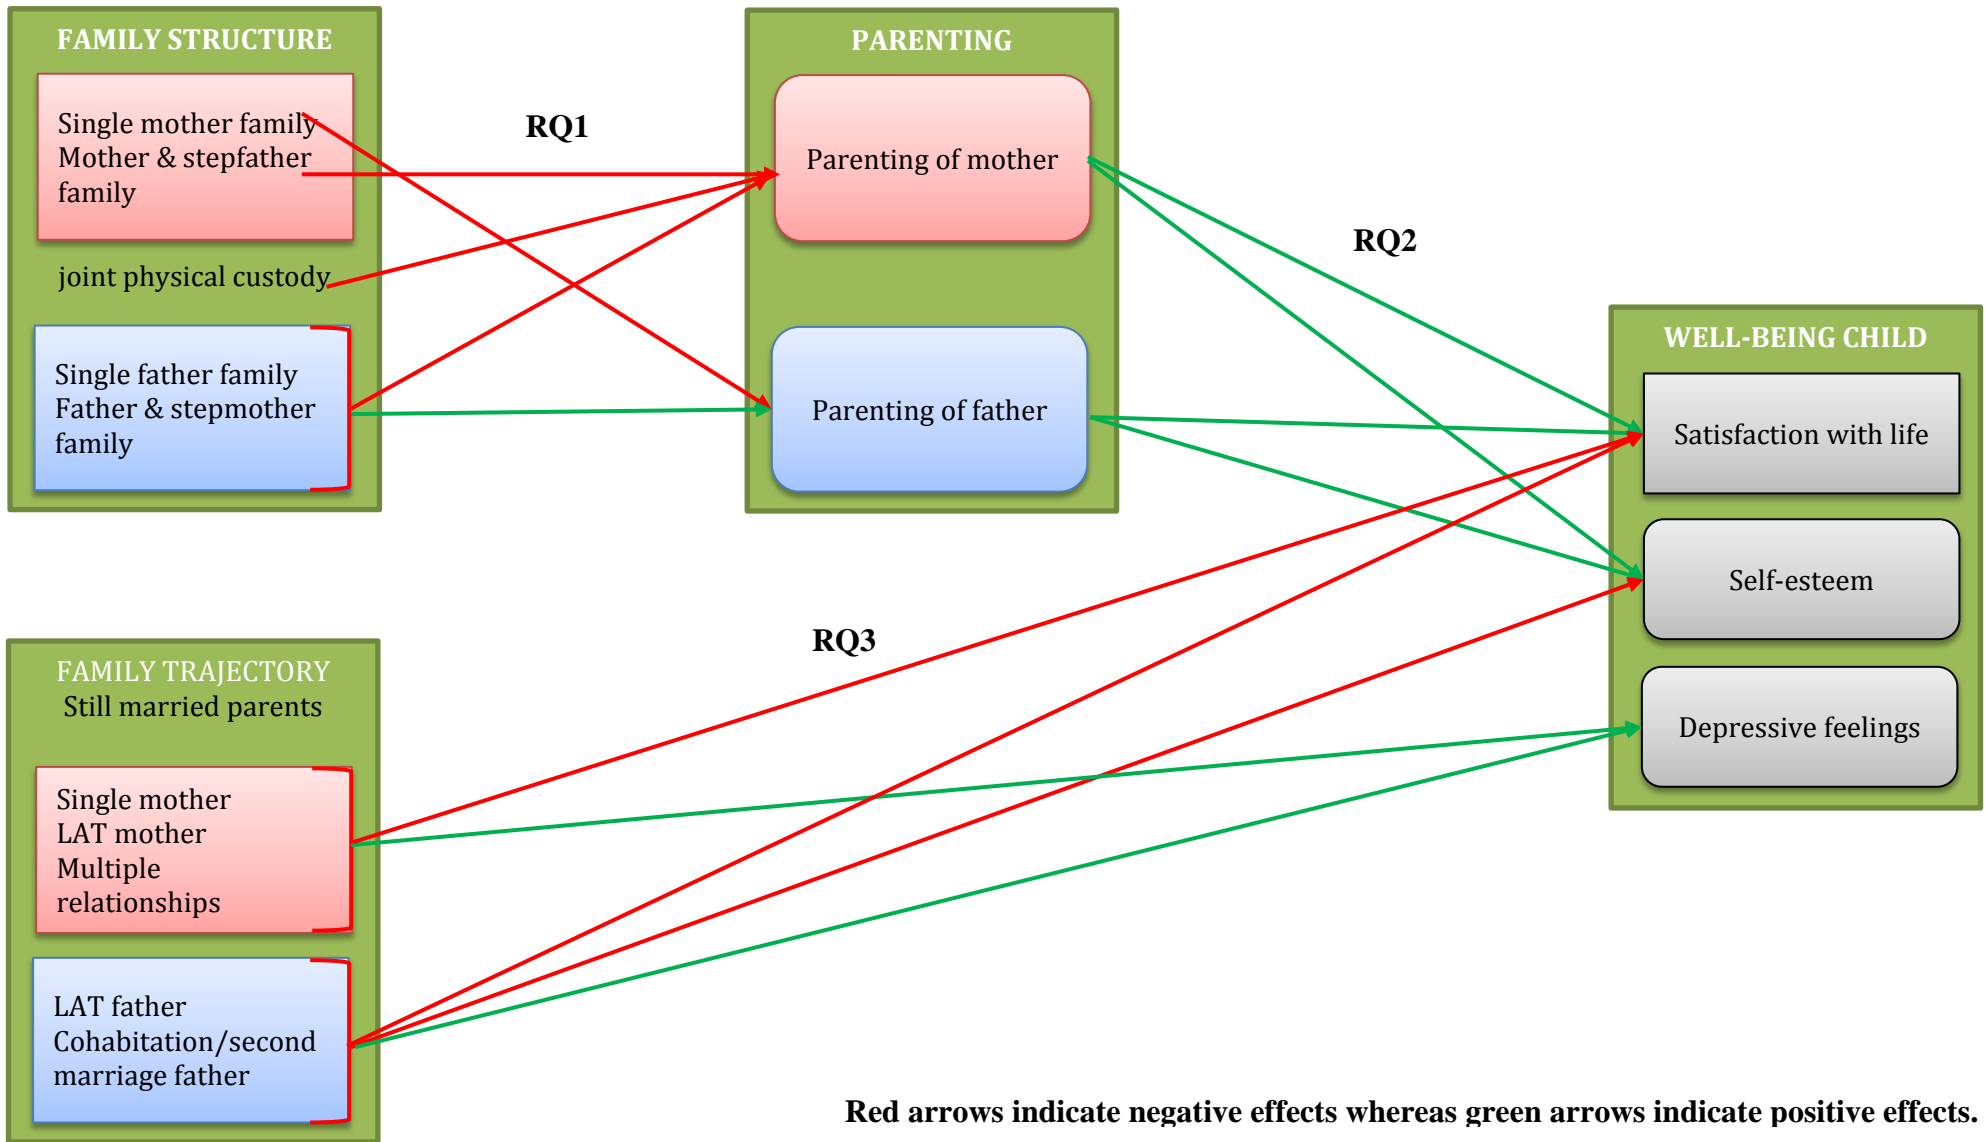 FAMILY STRUCTURE
Single mother family
Mother & stepfather
family
joint physical custody
Single father family
Father & stepmother
family
RQ1
PARENTING
Parenting of mother
Parenting of father
RQ2
WELL-BEING CHILD
Satisfaction with life
Self-esteem
Depressive feelings
RQ3
FAMILY TRAJECTORY
Still married parents
Single mother
LAT mother
Multiple
relationships
LAT father
Cohabitation/second
marriage father
Red arrows indicate negative effects whereas green arrows indicate positive effects.